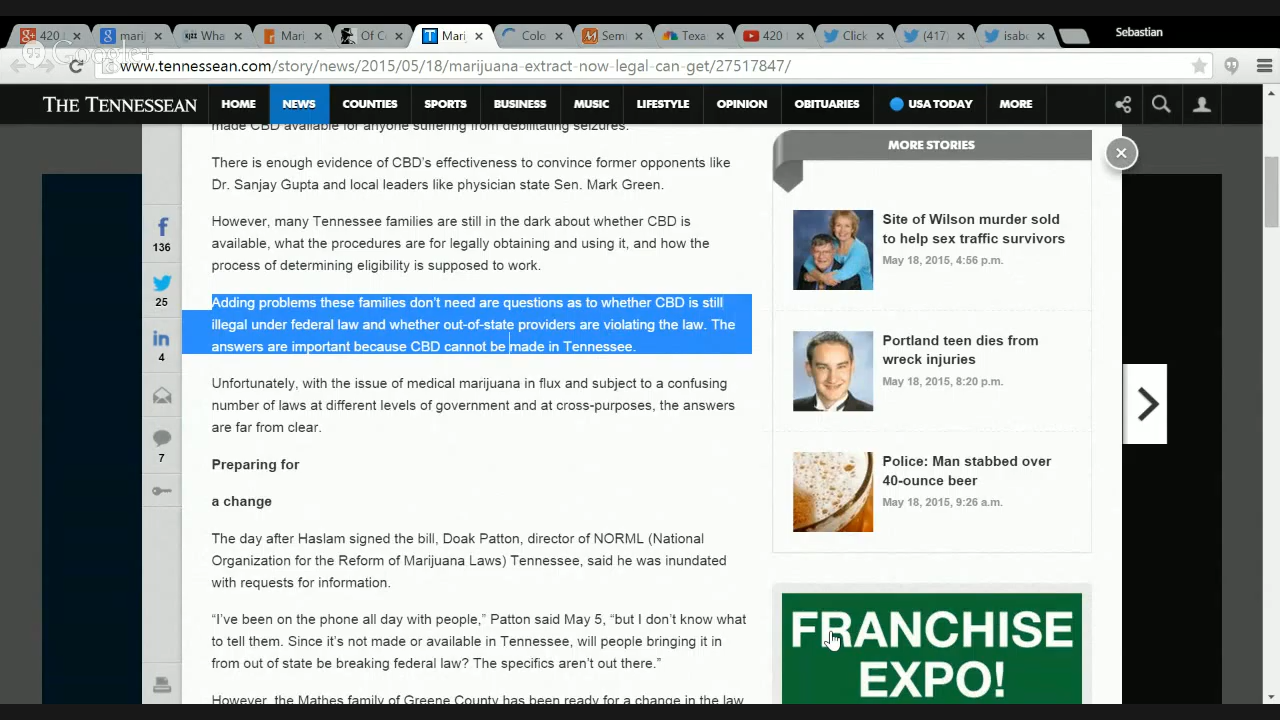 420
marij
Wha
Mari
Of C
Marij
Colo
Semi
Texa
420 I
Click
(417)
isabo
Sebastian
Google+
www.tennessean.com/story/news/2015/05/18/marijuana-extract-now-legal-can-get/27517847/
THE TENNESSEAN
HOME
NEWS
COUNTIES
SPORTS
BUSINESS
MUSIC
LIFESTYLE
OPINION
OBITUARIES
USA TODAY
MORE
136
25
4
7
made CBD available for anyone suffering from debilitating seizures.
There is enough evidence of CBD's effectiveness to convince former opponents like
Dr. Sanjay Gupta and local leaders like physician state Sen. Mark Green.
However, many Tennessee families are still in the dark about whether CBD is
available, what the procedures are for legally obtaining and using it, and how the
process of determining eligibility is supposed to work.
Adding problems these families don't need are questions as to whether CBD is still
illegal under federal law and whether out-of-state providers are violating the law. The
answers are important because CBD cannot be made in Tennessee.
Unfortunately, with the issue of medical marijuana in flux and subject to a confusing
number of laws at different levels of government and at cross-purposes, the answers
are far from clear.
Preparing for
a change
The day after Haslam signed the bill, Doak Patton, director of NORML (National
Organization for the Reform of Marijuana Laws) Tennessee, said he was inundated
with requests for information.
“I've been on the phone all day with people,” Patton said May 5, “but I don't know what
to tell them. Since it's not made or available in Tennessee, will people bringing it in
from out of state be breaking federal law? The specifics aren't out there.”
However, the Mathes family of Greene County has been ready for a change in the law
MORE STORIES
Site of Wilson murder sold
to help sex traffic survivors
May 18, 2015, 4:56 p.m.
Portland teen dies from
wreck injuries
May 18, 2015, 8:20 p.m.
Police: Man stabbed over
40-ounce beer
May 18, 2015, 9:26 a.m.
FRANCHISE
EXPO!